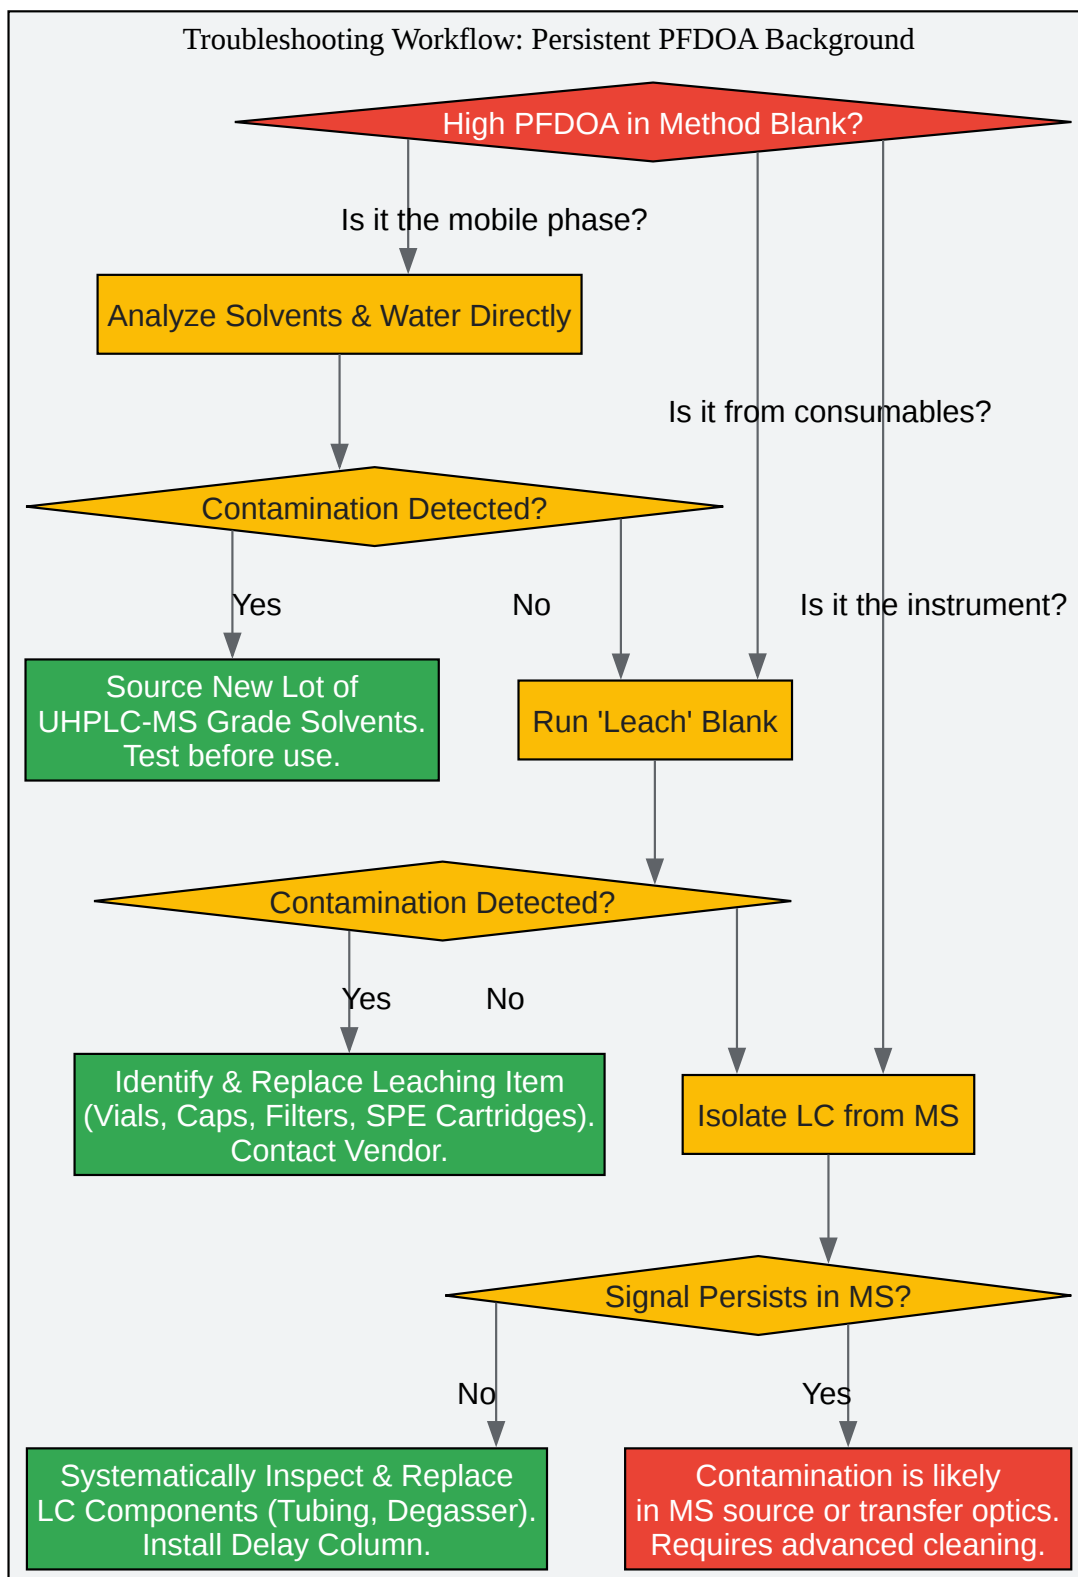 Troubleshooting Workflow: Persistent PFDOA Background
High PFDOA in Method Blank?
Is it the mobile phase?
Analyze Solvents & Water Directly
Is it from consumables?
Contamination Detected?
Yes
No
Is it the instrument?
Source New Lot of
UHPLC-MS Grade Solvents.
Test before use.
Run 'Leach' Blank
Contamination Detected?
Yes
No
Identify & Replace Leaching Item
(Vials, Caps, Filters, SPE Cartridges).
Contact Vendor.
Isolate LC from MS
Signal Persists in MS?
No
Yes
Systematically Inspect & Replace
LC Components (Tubing, Degasser).
Install Delay Column.
Contamination is likely
in MS source or transfer optics.
Requires advanced cleaning.